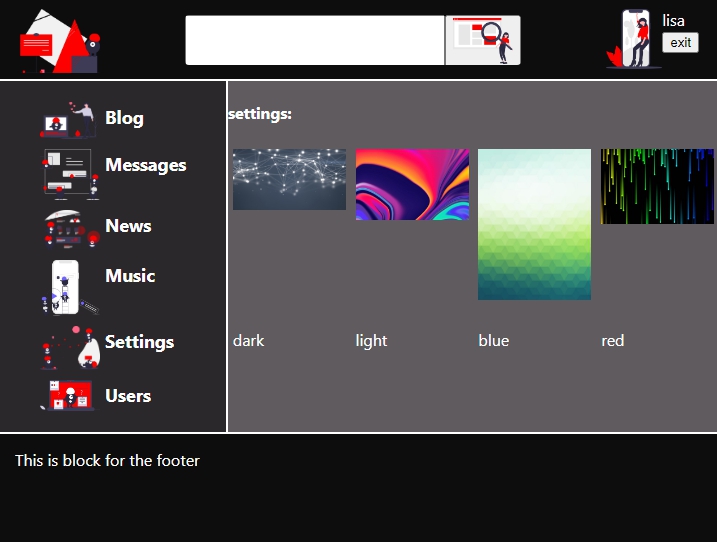 lisa
exit
Blog
Messages
News
Music
Settings
Users
settings:
dark
light
blue
red
This is block for the footer